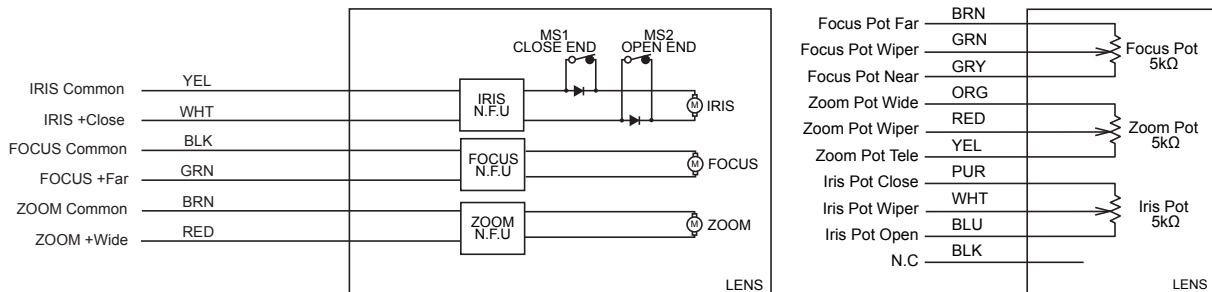 MS1
CLOSE END
MS2
OPEN END
IRIS Common YEL
IRIS +Close WHT
IRIS
N.F.U
M IRIS
FOCUS Common BLK
FOCUS +Far GRN
FOCUS
N.F.U
M FOCUS
ZOOM Common BRN
ZOOM +Wide RED
ZOOM
N.F.U
M ZOOM
LENS
Focus Pot Far BRN
Focus Pot Wiper GRN
Focus Pot Near GRY
Focus Pot
5kΩ
Zoom Pot Wide ORG
Zoom Pot Wiper RED
Zoom Pot Tele YEL
Zoom Pot
5kΩ
Iris Pot Close PUR
Iris Pot Wiper WHT
Iris Pot Open BLU
Iris Pot
5kΩ
N.C BLK
LENS